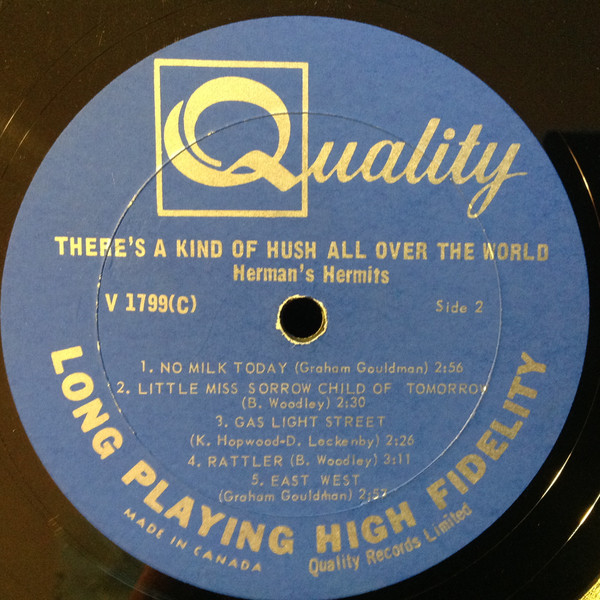 Quality
THERE'S A KIND OF HUSH ALL OVER THE WORLD
Herman's Hermits
V 1799(C)
Side 2
1. NO MILK TODAY (Graham Gouldman) 2:56
2. LITTLE MISS SORROW CHILD OF TOMORROW
(B. Woodley) 2:30
3. GAS LIGHT STREET
(K. Hopwood-D. Leckenby) 2:26
4. RATTLER (B. Woodley) 3:11
5. EAST WEST
(Graham Gouldman) 2:57
LONG PLAYING HIGH FIDELITY
MADE IN CANADA
Quality Records Limited